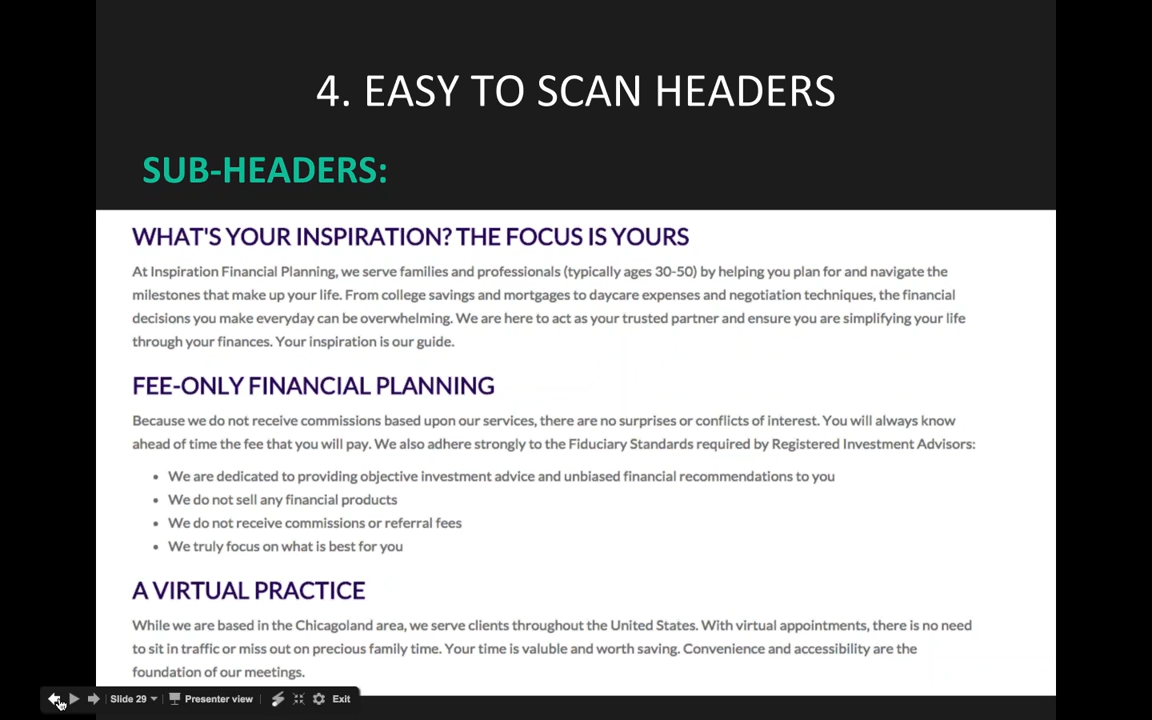 4. EASY TO SCAN HEADERS
SUB-HEADERS:
WHAT'S YOUR INSPIRATION? THE FOCUS IS YOURS
At Inspiration Financial Planning, we serve families and professionals (typically ages 30-50) by helping you plan for and navigate the
milestones that make up your life. From college savings and mortgages to daycare expenses and negotiation techniques, the financial
decisions you make everyday can be overwhelming. We are here to act as your trusted partner and ensure you are simplifying your life
through your finances. Your inspiration is our guide.
FEE-ONLY FINANCIAL PLANNING
Because we do not receive commissions based upon our services, there are no surprises or conflicts of interest. You will always know
ahead of time the fee that you will pay. We also adhere strongly to the Fiduciary Standards required by Registered Investment Advisors:
• We are dedicated to providing objective investment advice and unbiased financial recommendations to you
• We do not sell any financial products
• We do not receive commissions or referral fees
• We truly focus on what is best for you
A VIRTUAL PRACTICE
While we are based in the Chicagoland area, we serve clients throughout the United States. With virtual appointments, there is no need
to sit in traffic or miss out on precious family time. Your time is valuble and worth saving. Convenience and accessibility are the
foundation of our meetings.
Slide 29 Presenter view Exit